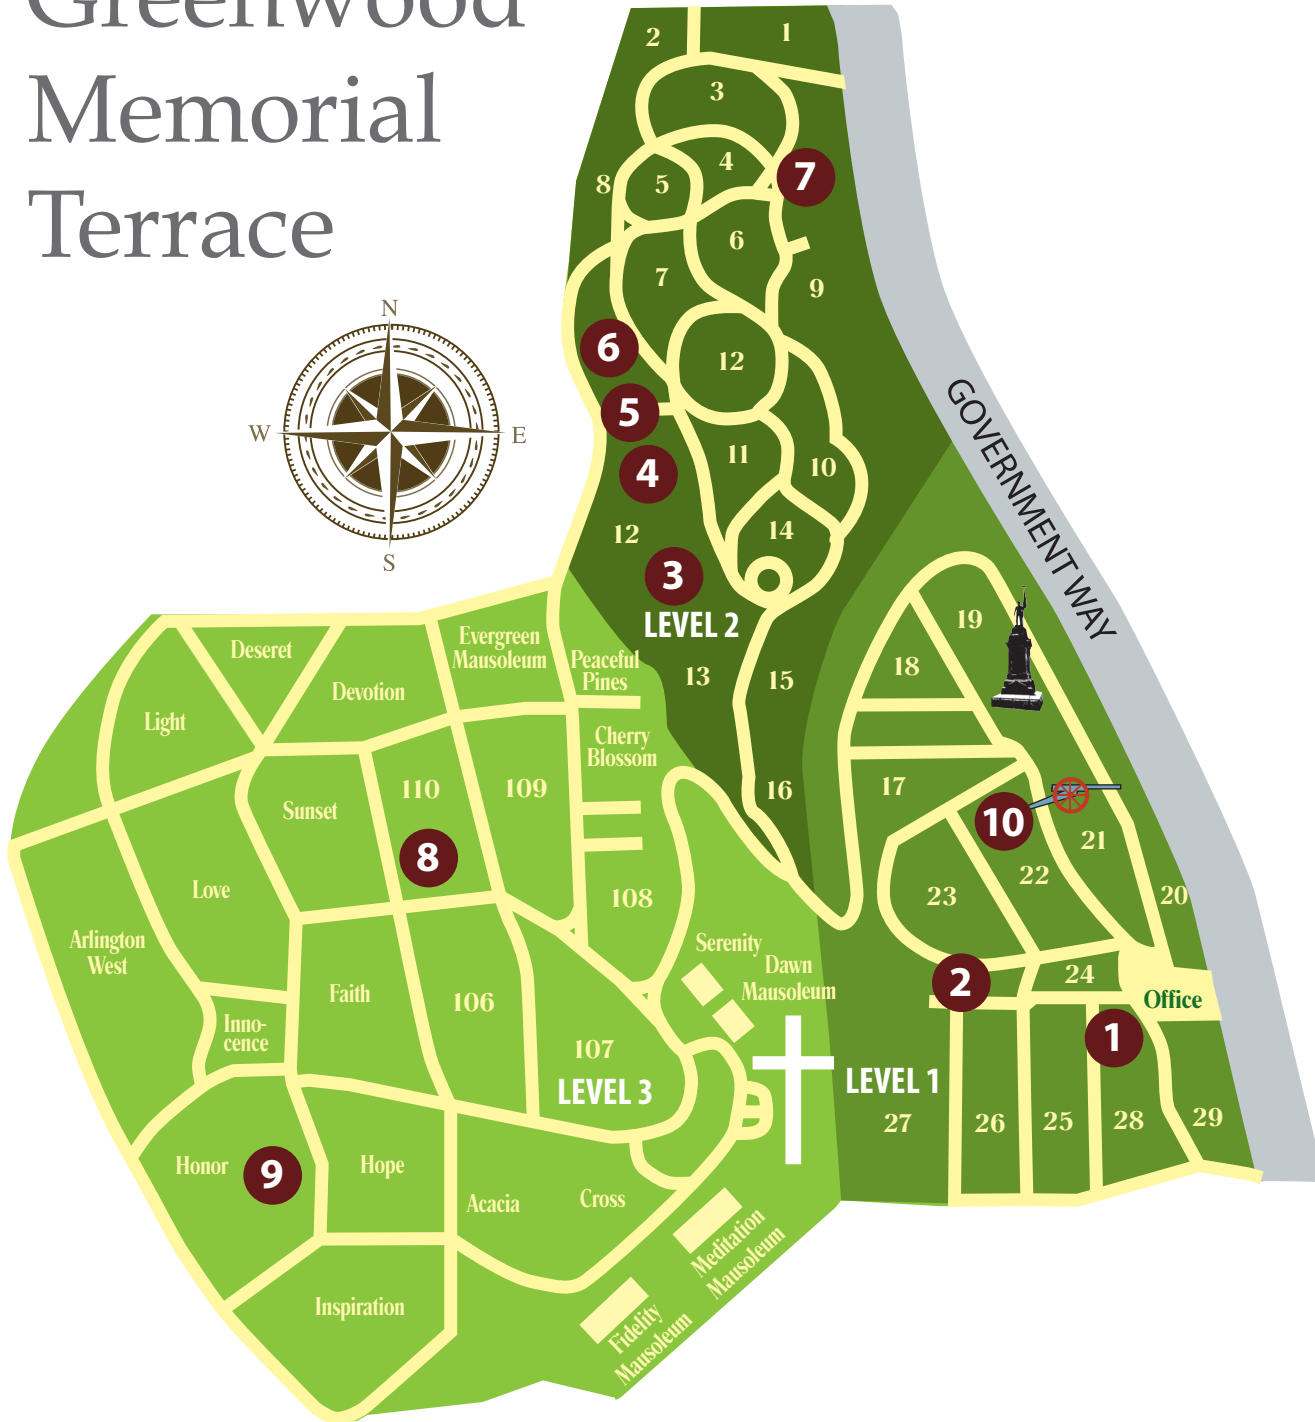 Greenwood
Memorial
Terrace
N
W
E
S
2
1
3
4
5
8
7
6
7
9
6
12
5
11
10
4
12
14
3
LEVEL 2
13
15
16
GOVERNMENT WAY
19
18
17
10
21
22
23
20
24
2
Office
1
LEVEL 1
27
26
25
28
29
Deseret
Evergreen
Mausoleum
Peaceful
Pines
Devotion
Light
Cherry
Blossom
110
109
Sunset
8
108
Love
Arlington
West
Serenity
Dawn
Mausoleum
Faith
106
Inno-
cence
107
LEVEL 3
Honor
9
Hope
Acacia
Cross
Meditation
Mausoleum
Inspiration
Fidelity
Mausoleum